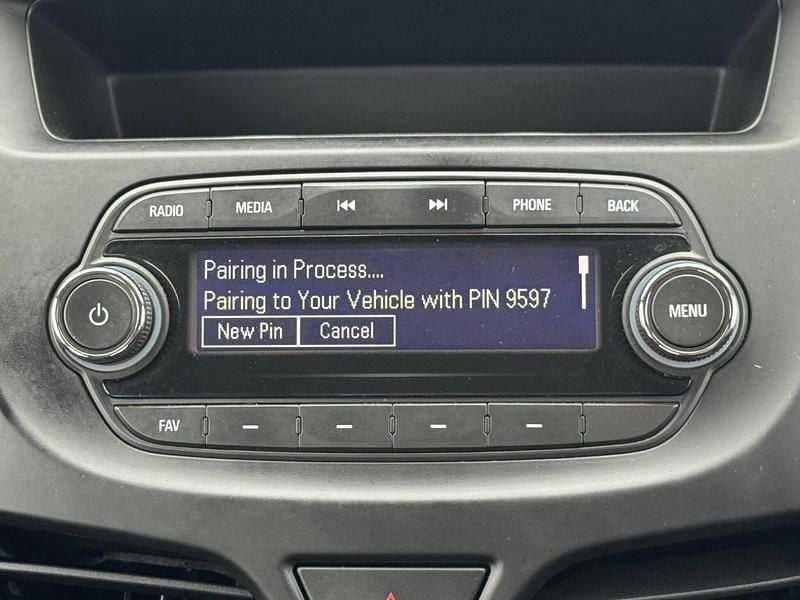 RADIO MEDIA PHONE BACK
Pairing in Process....
Pairing to Your Vehicle with PIN 9597
New Pin Cancel
MENU
FAV